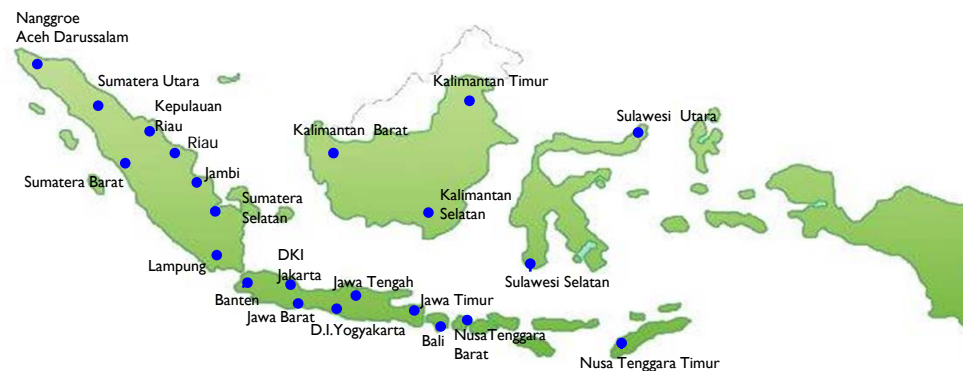 Nanggroe
Aceh Darussalam
Sumatera Utara
Kepulauan
Riau
Riau
Sumatera Barat
Jambi
Sumatera
Selatan
Lampung
Kalimantan Timur
Kalimantan Barat
Kalimantan
Selatan
Sulawesi Utara
Sulawesi Selatan
DKI
Jakarta
Banten
Jawa Barat
Jawa Tengah
D.I.Yogyakarta
Jawa Timur
Bali
NusaTenggara
Barat
Nusa Tenggara Timur